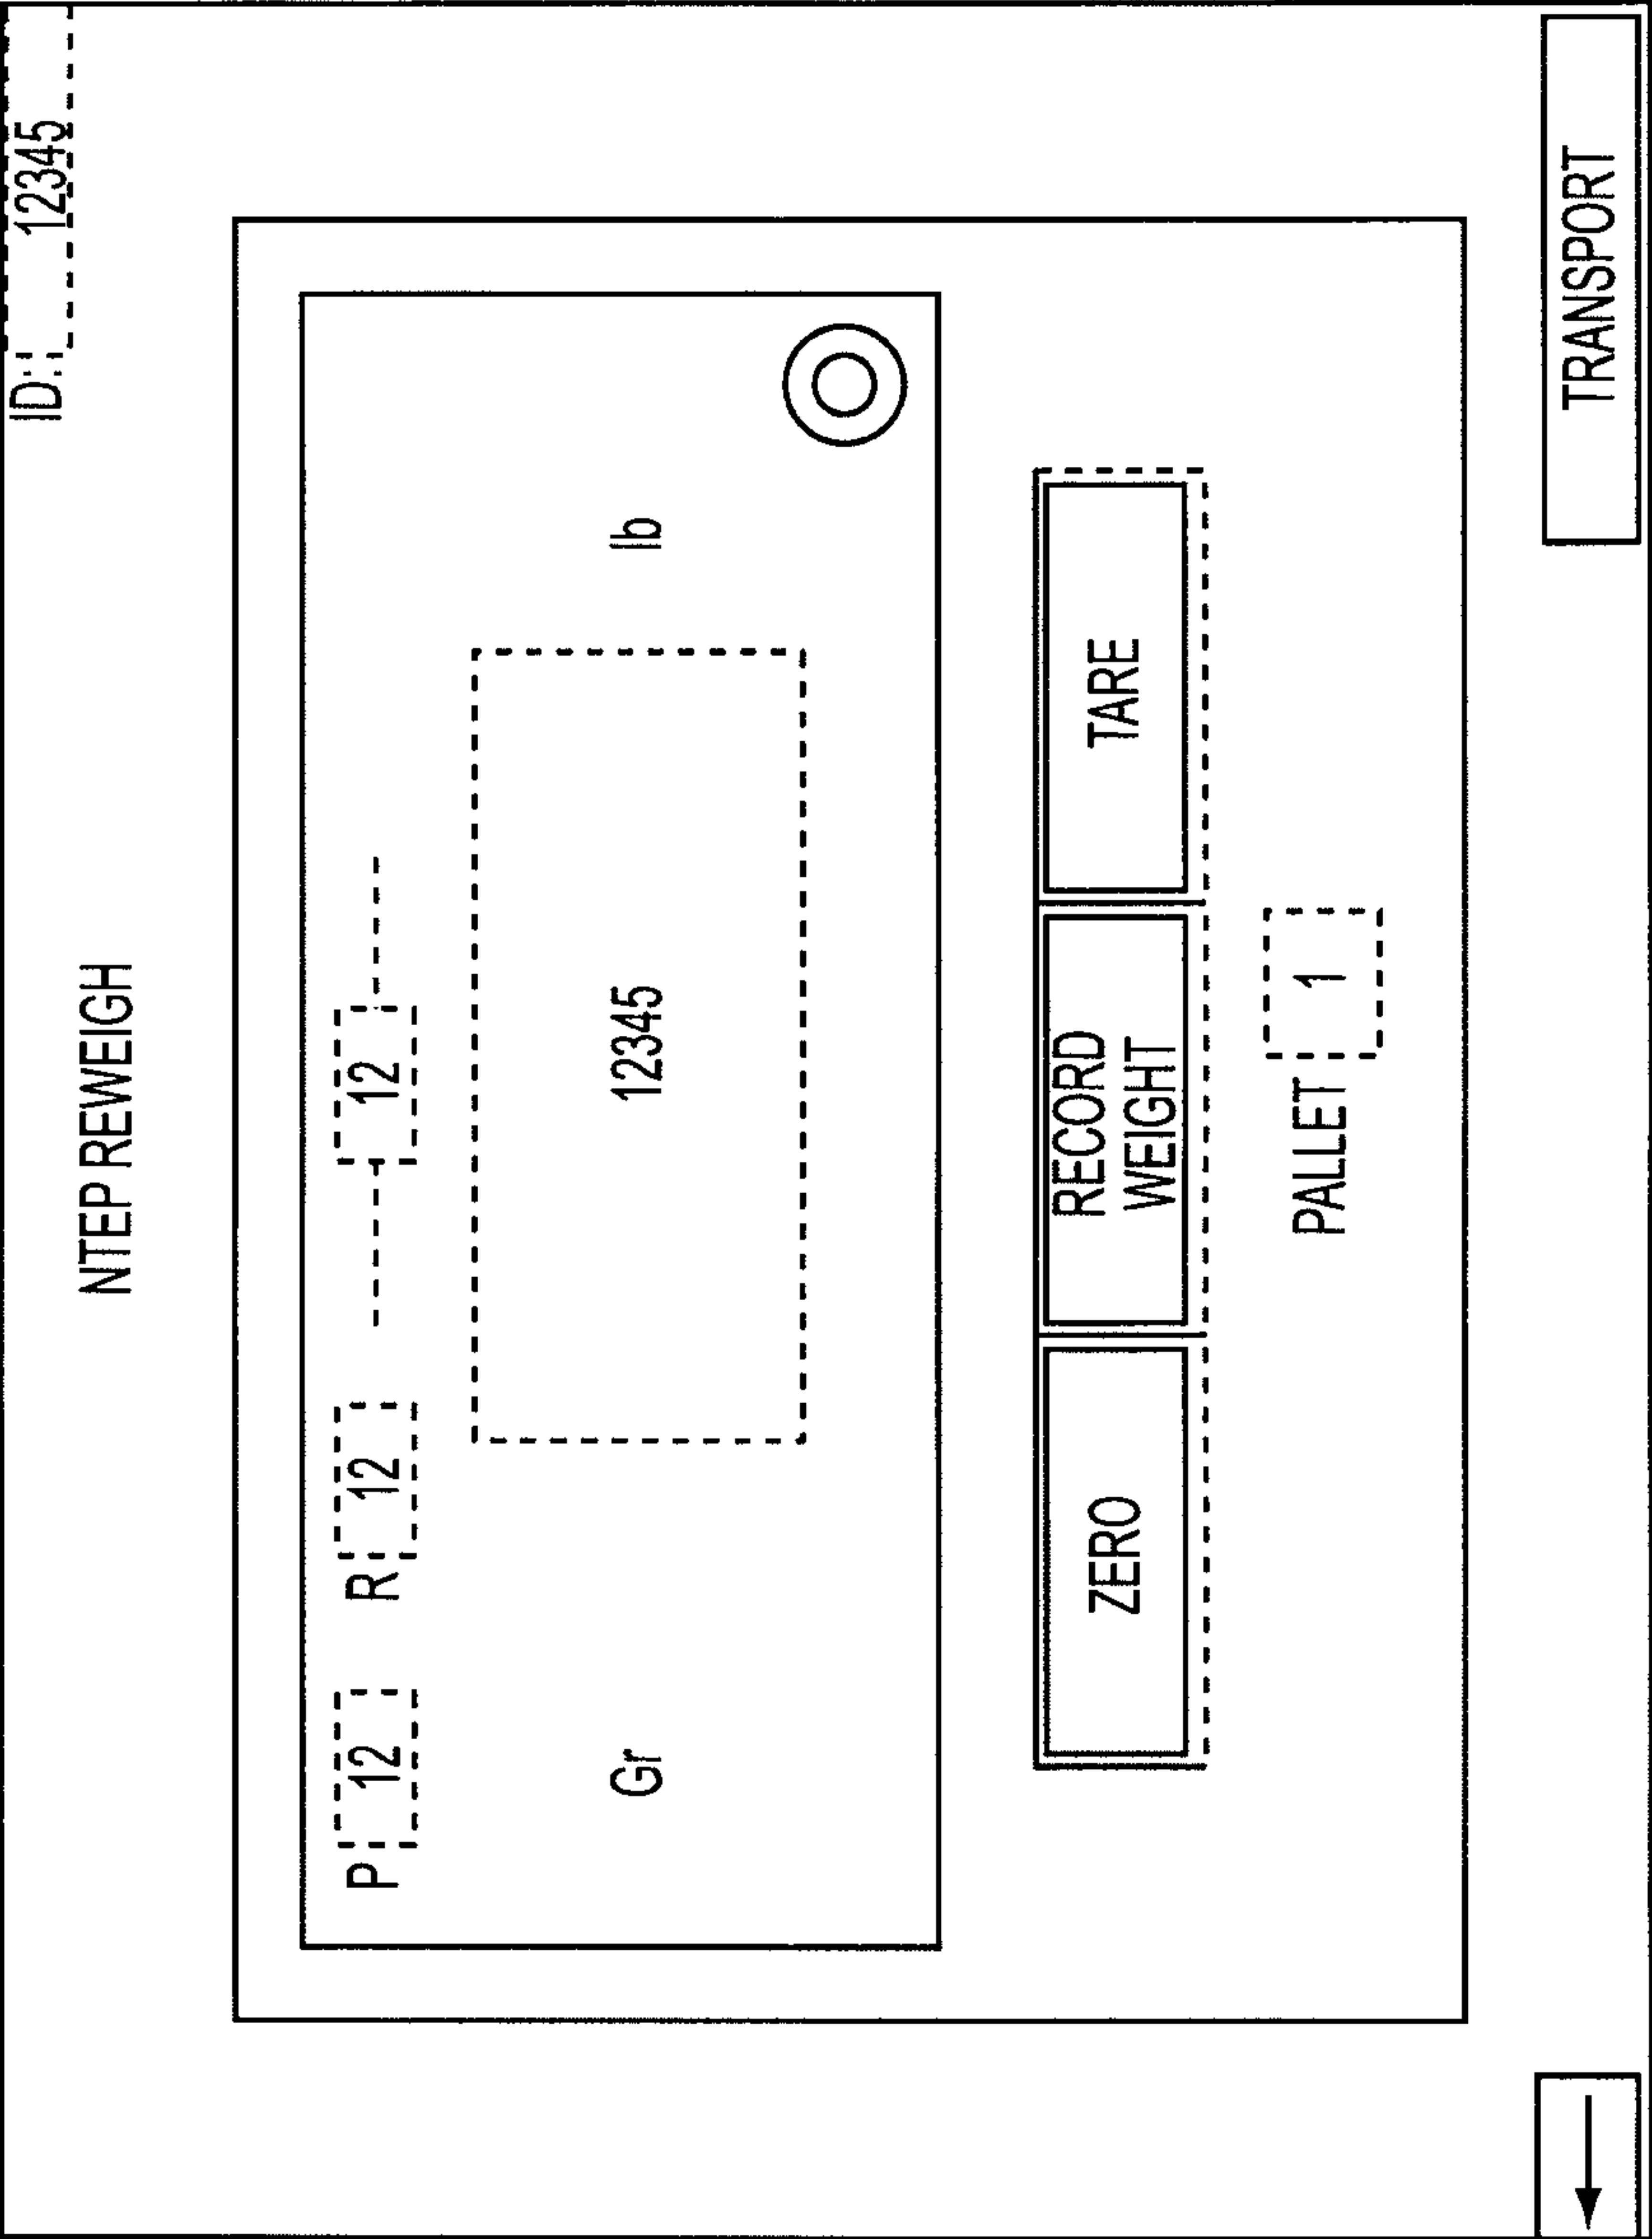 ID: 12345
NTEP REWEIGH
P: 12 R: 12 12
Gr 12345 lb
ZERO RECORD WEIGHT TARE
PALLET 1
TRANSPORT